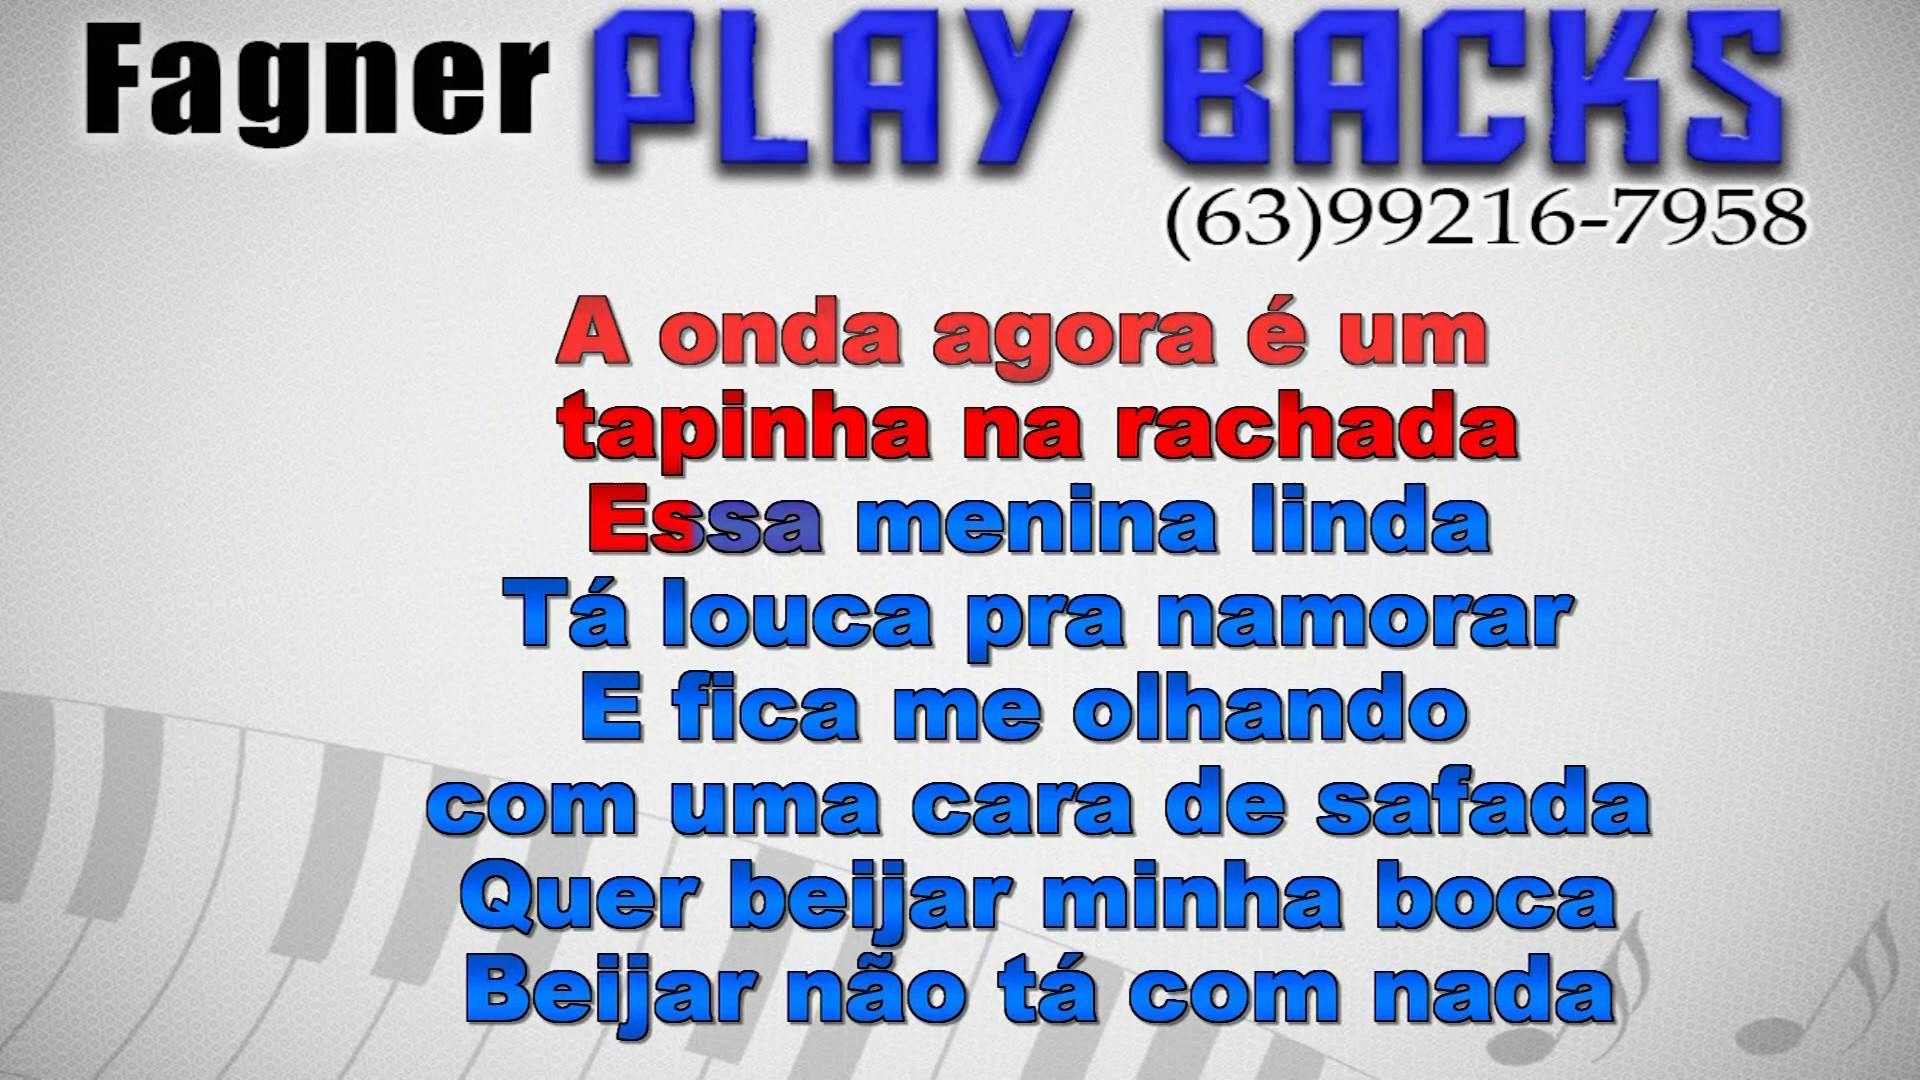 Fagner PLAY BACKS
(63)99216-7958
A onda agora é um
tapinha na rachada
Essa menina linda
Tá louca pra namorar
E fica me olhando
com uma cara de safada
Quer beijar minha boca
Beijar não tá com nada